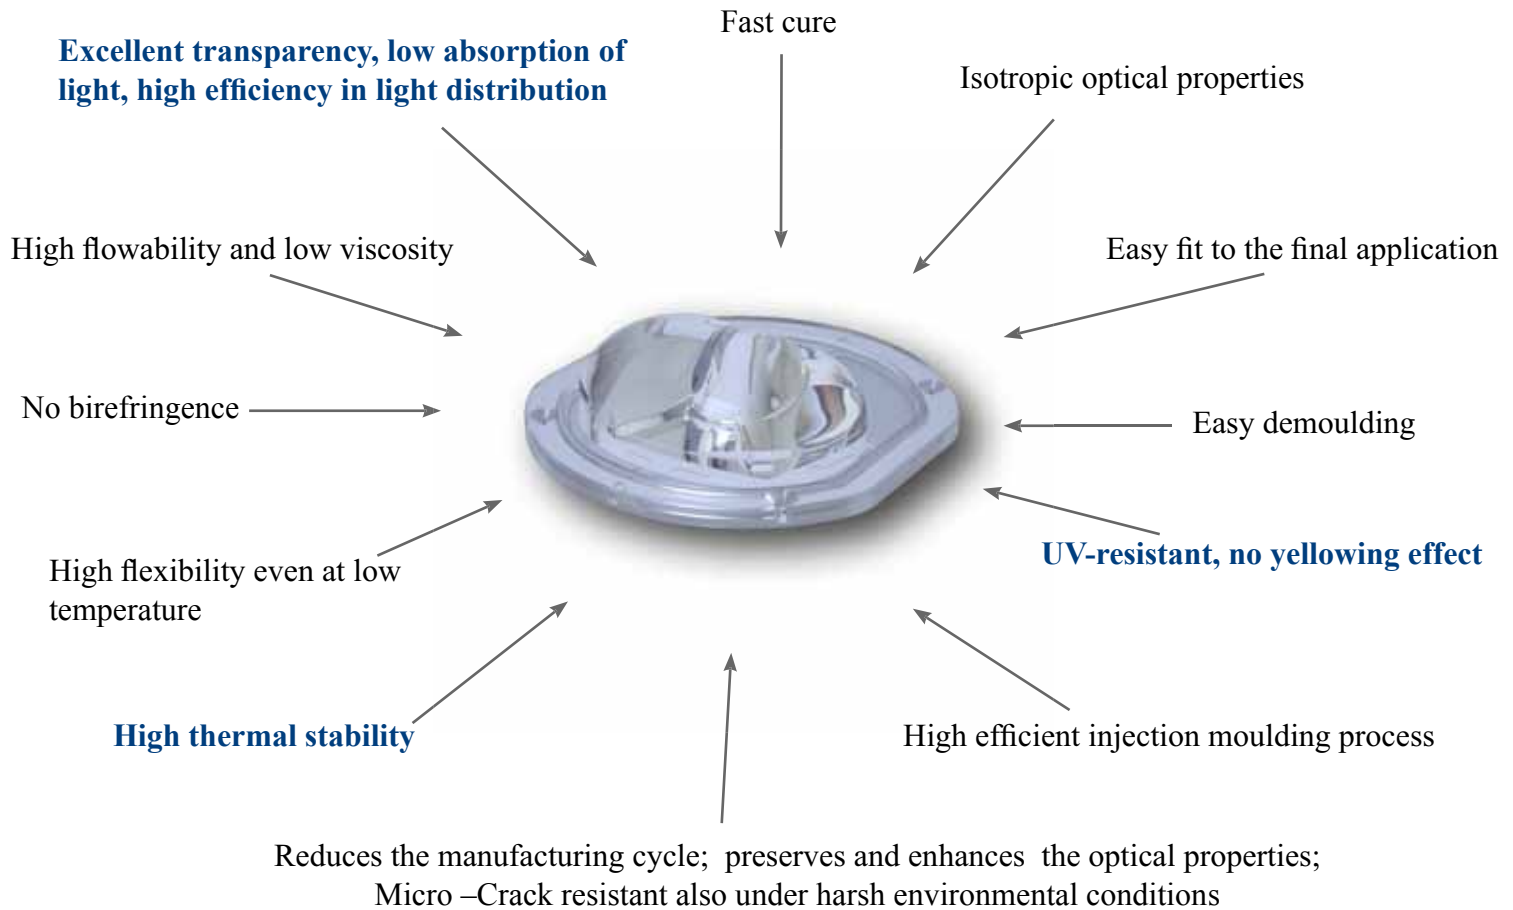 Fast cure
Excellent transparency, low absorption of
light, high efficiency in light distribution
Isotropic optical properties
High flowability and low viscosity
Easy fit to the final application
No birefringence
Easy demoulding
UV-resistant, no yellowing effect
High flexibility even at low
temperature
High thermal stability
High efficient injection moulding process
Reduces the manufacturing cycle;  preserves and enhances  the optical properties;
Micro –Crack resistant also under harsh environmental conditions